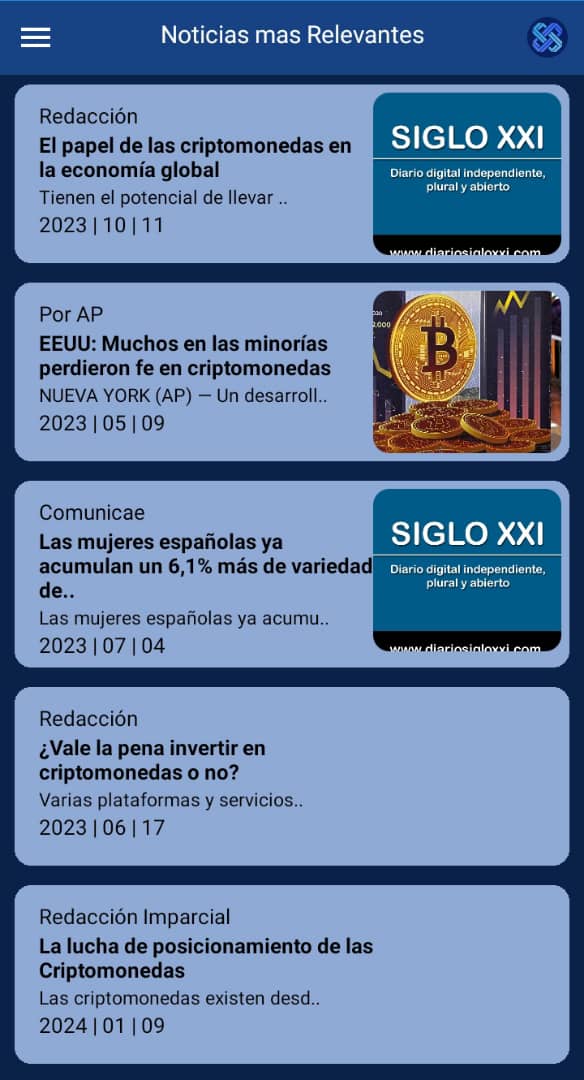 Noticias mas Relevantes
Redacción
El papel de las criptomonedas en
la economía global
Tienen el potencial de llevar ..
2023 | 10 | 11
SIGLO XXI
Diario digital independiente,
plural y abierto
www.diariosigloxxi.com
Por AP
EEUU: Muchos en las minorías
perdieron fe en criptomonedas
NUEVA YORK (AP) — Un desarroll..
2023 | 05 | 09
Comunicae
Las mujeres españolas ya
acumulan un 6,1% más de variedad
de..
Las mujeres españolas ya acumu..
2023 | 07 | 04
SIGLO XXI
Diario digital independiente,
plural y abierto
www.diariosigloxxi.com
Redacción
¿Vale la pena invertir en
criptomonedas o no?
Varias plataformas y servicios..
2023 | 06 | 17
Redacción Imparcial
La lucha de posicionamiento de las
Criptomonedas
Las criptomonedas existen desd..
2024 | 01 | 09